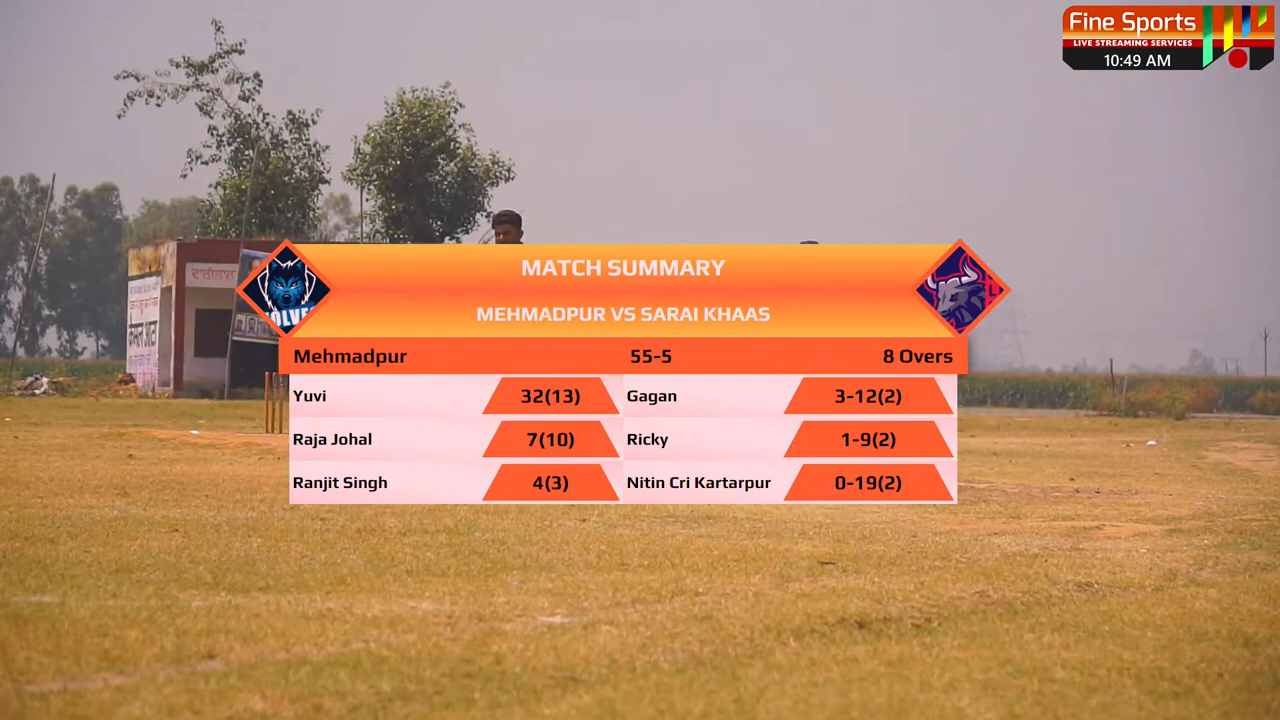 Fine Sports
LIVE STREAMING SERVICES
10:49 AM
MATCH SUMMARY
MEHMADPUR VS SARAI KHAAS
Mehmadpur 55-5 8 Overs
Yuvi 32(13) Gagan 3-12(2)
Raja Johal 7(10) Ricky 1-9(2)
Ranjit Singh 4(3) Nitin Cri Kartarpur 0-19(2)